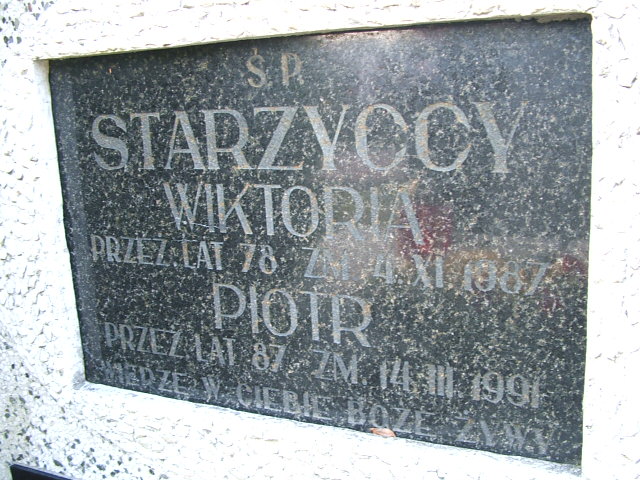 Ś.P.
STARZYCCY
WIKTORIA
PRZEŻ. LAT 78 ZM. 4.XI 1987
PIOTR
PRZEŻ. LAT 87 ZM. 14.III.1991
WIERZĘ W CIEBIE BOŻE ŻYWY